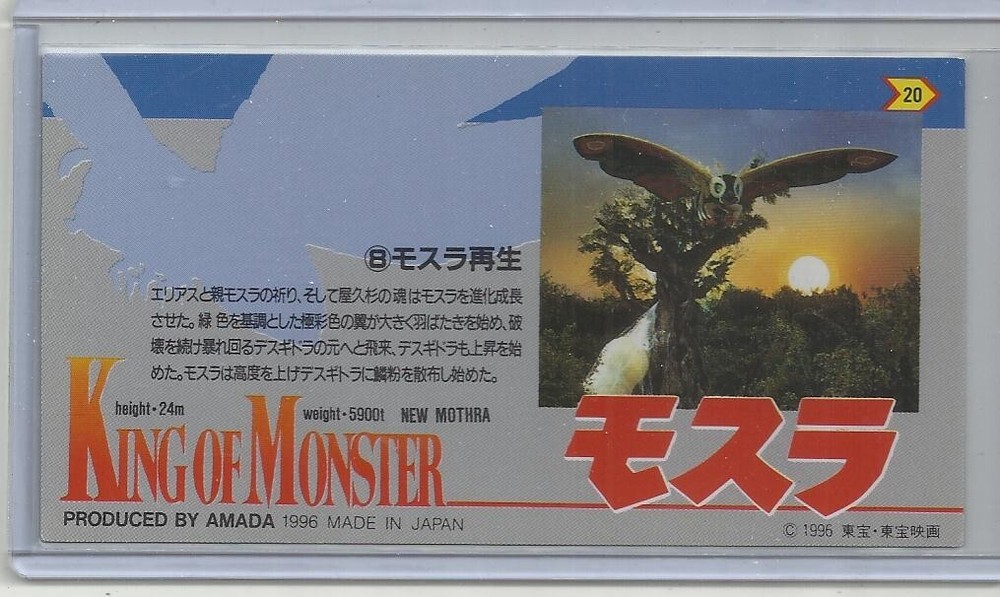 20
⑧モスラ再生
エリアスと親モスラの祈り、そして屋久杉の魂はモスラを進化成長
させた。緑色を基調とした極彩色の翼が大きく羽ばたきを始め、破
壊を続け暴れ回るデスギドラの元へと飛来、デスギドラも上昇を始
めた。モスラは高度を上げデスギドラに鱗粉を散布し始めた。
height・24m weight・5900t NEW MOTHRA
KING OF MONSTER
モスラ
PRODUCED BY AMADA 1996 MADE IN JAPAN
© 1996 東宝・東宝映画